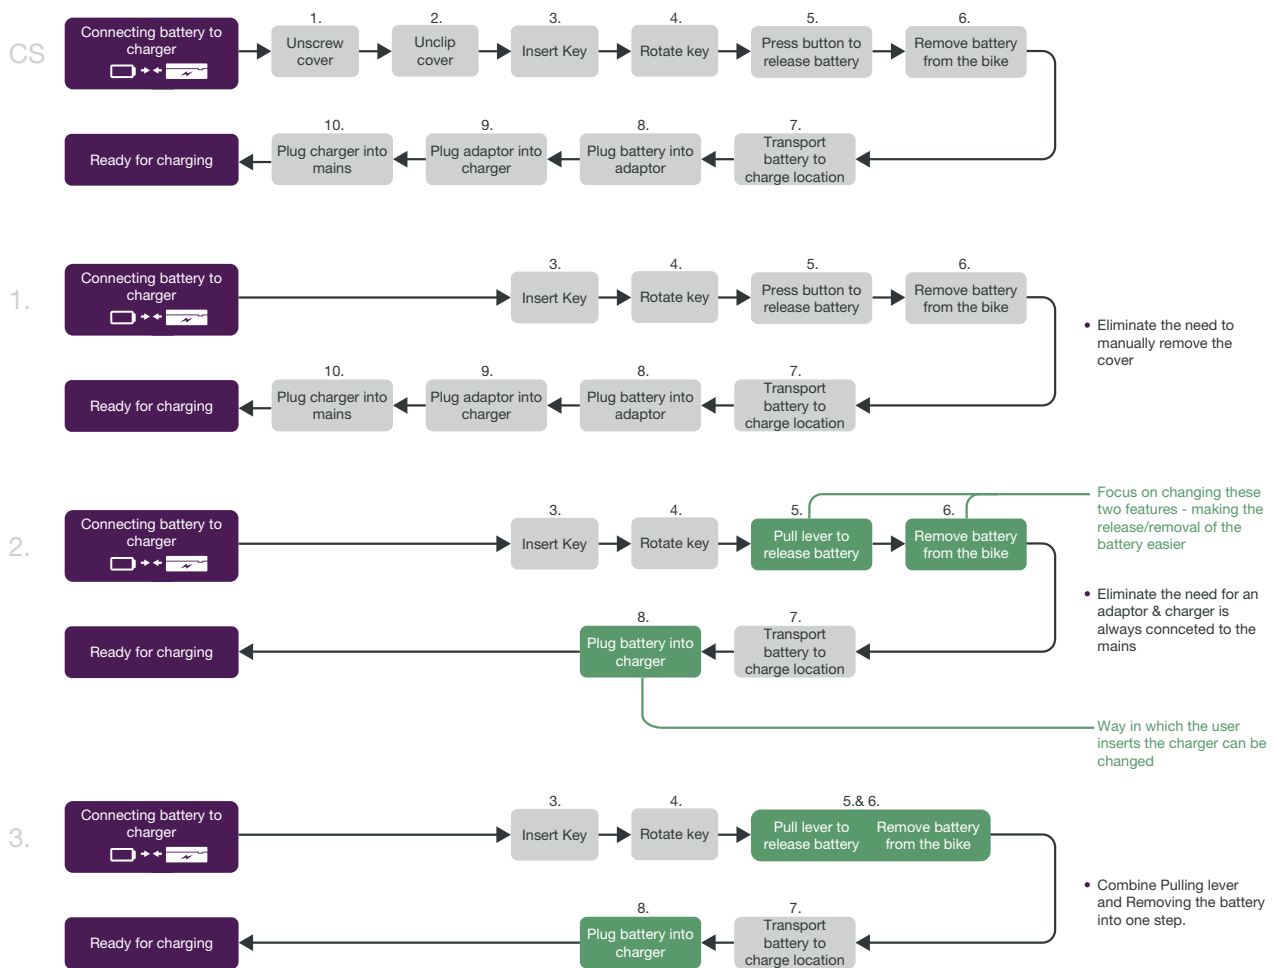 CS
Connecting battery to
charger
1.
Unscrew
cover
2.
Unclip
cover
3.
Insert Key
4.
Rotate key
5.
Press button to
release battery
6.
Remove battery
from the bike
Ready for charging
10.
Plug charger into
mains
9.
Plug adaptor into
charger
8.
Plug battery into
adaptor
7.
Transport
battery to
charge location
1.
Connecting battery to
charger
3.
Insert Key
4.
Rotate key
5.
Press button to
release battery
6.
Remove battery
from the bike
• Eliminate the need to
manually remove the
cover
Ready for charging
10.
Plug charger into
mains
9.
Plug adaptor into
charger
8.
Plug battery into
adaptor
7.
Transport
battery to
charge location
2.
Connecting battery to
charger
3.
Insert Key
4.
Rotate key
5.
Pull lever to
release battery
6.
Remove battery
from the bike
Focus on changing these
two features - making the
release/removal of the
battery easier
• Eliminate the need for an
adaptor & charger is
always connceted to the
mains
Ready for charging
8.
Plug battery into
charger
7.
Transport
battery to
charge location
Way in which the user
inserts the charger can be
changed
3.
Connecting battery to
charger
3.
Insert Key
4.
Rotate key
5.& 6.
Pull lever to
release battery
Remove battery
from the bike
• Combine Pulling lever
and Removing the battery
into one step.
Ready for charging
8.
Plug battery into
charger
7.
Transport
battery to
charge location